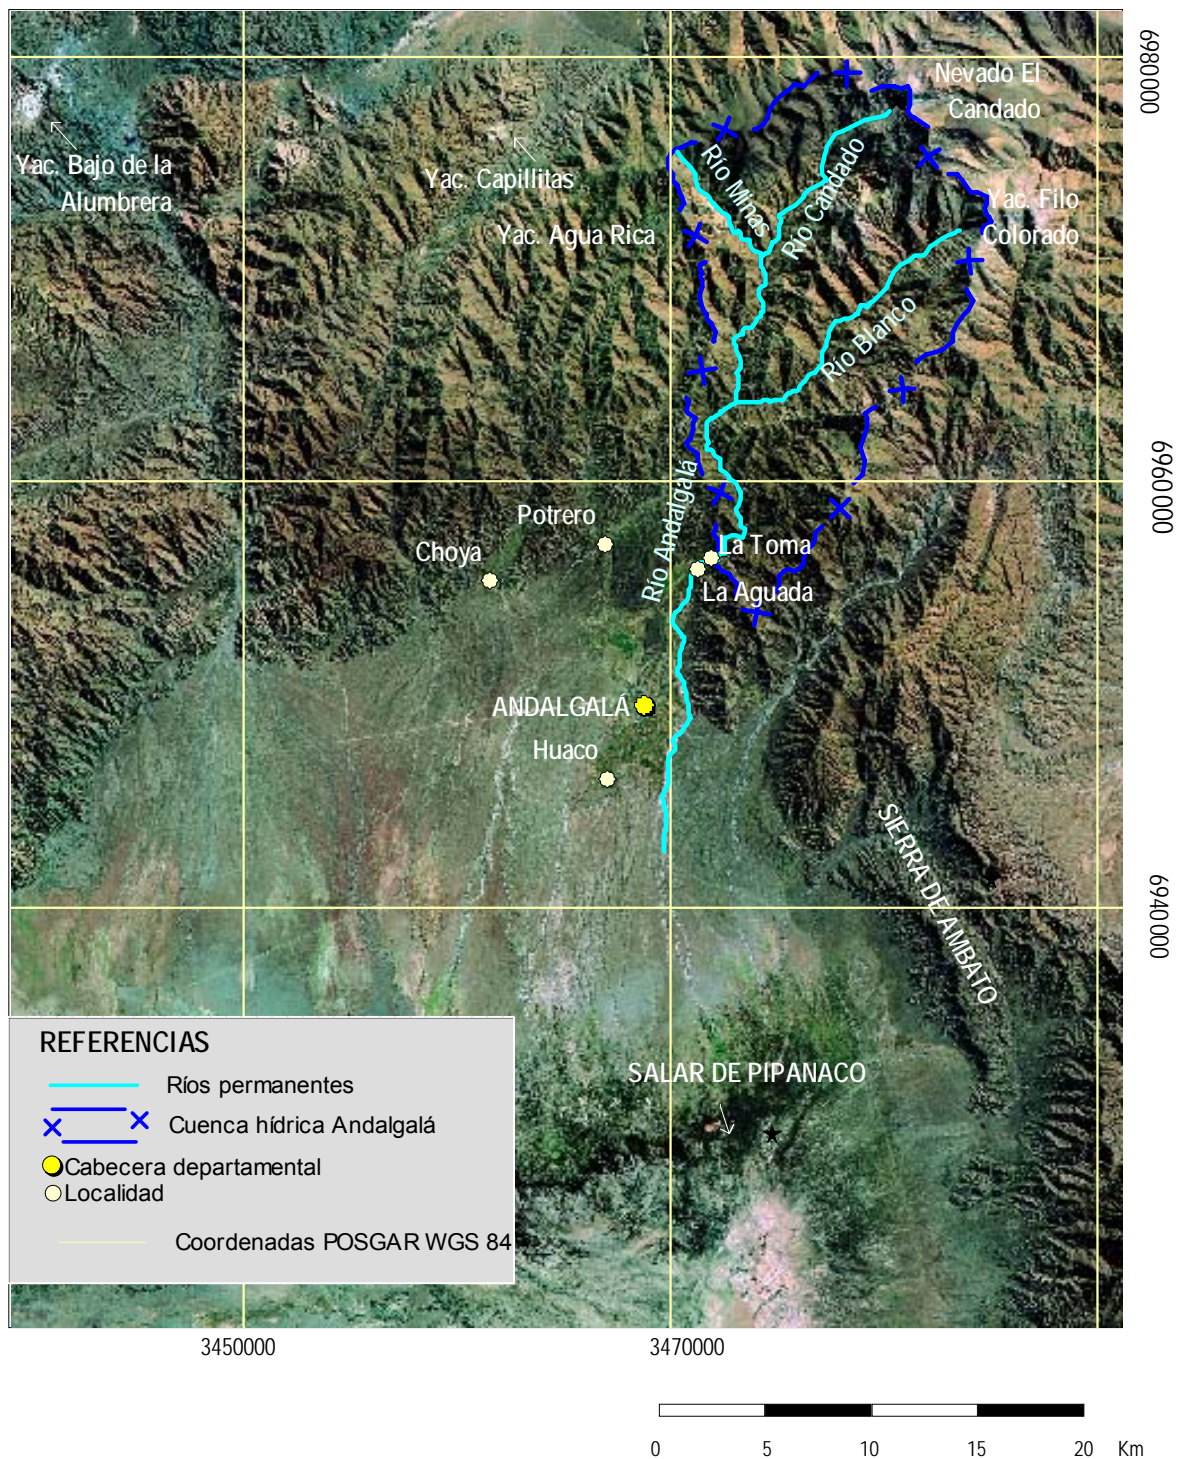 6980000
Nevado El
Candado
Yac. Bajo de la
Alumbrera
Yac. Capillitas
Río Minas
Río Candado
Yac. Filo
Colorado
Yac. Agua Rica
Río Blanco
6960000
Río Andalgalá
Potrero
Choya
La Toma
La Aguada
ANDALGALÁ
Huaco
SIERRA DE AMBATO
6940000
SALAR DE PIPANACO
REFERENCIAS
Ríos permanentes
Cuenca hídrica Andalgalá
Cabecera departamental
Localidad
Coordenadas POSGAR WGS 84
3450000
3470000
0 5 10 15 20 Km